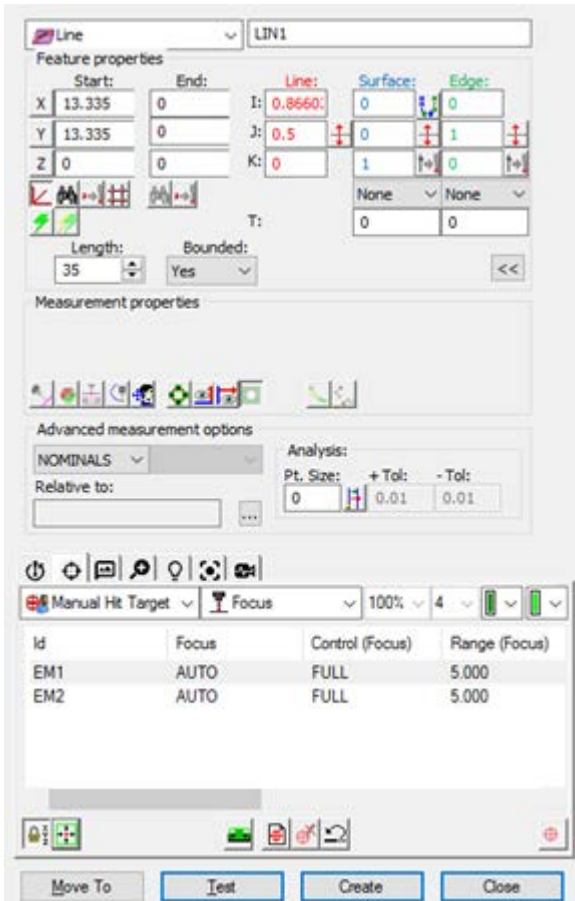 Line LIN1
Feature properties
Start: End: Line: Surface: Edge:
X 13.335 0 I: 0.8660: 0 0
Y 13.335 0 J: 0.5 0 1
Z 0 0 K: 0 1 0
None None
T: 0 0
Length: Bounded:
35 Yes <<
Measurement properties
Advanced measurement options
NOMINALS Analysis:
Pt. Size: + Tol: - Tol:
Relative to: 0 0.01 0.01
...
Manual Hit Target Focus 100% 4
Id Focus Control (Focus) Range (Focus)
EM1 AUTO FULL 5.000
EM2 AUTO FULL 5.000
Move To Test Create Close